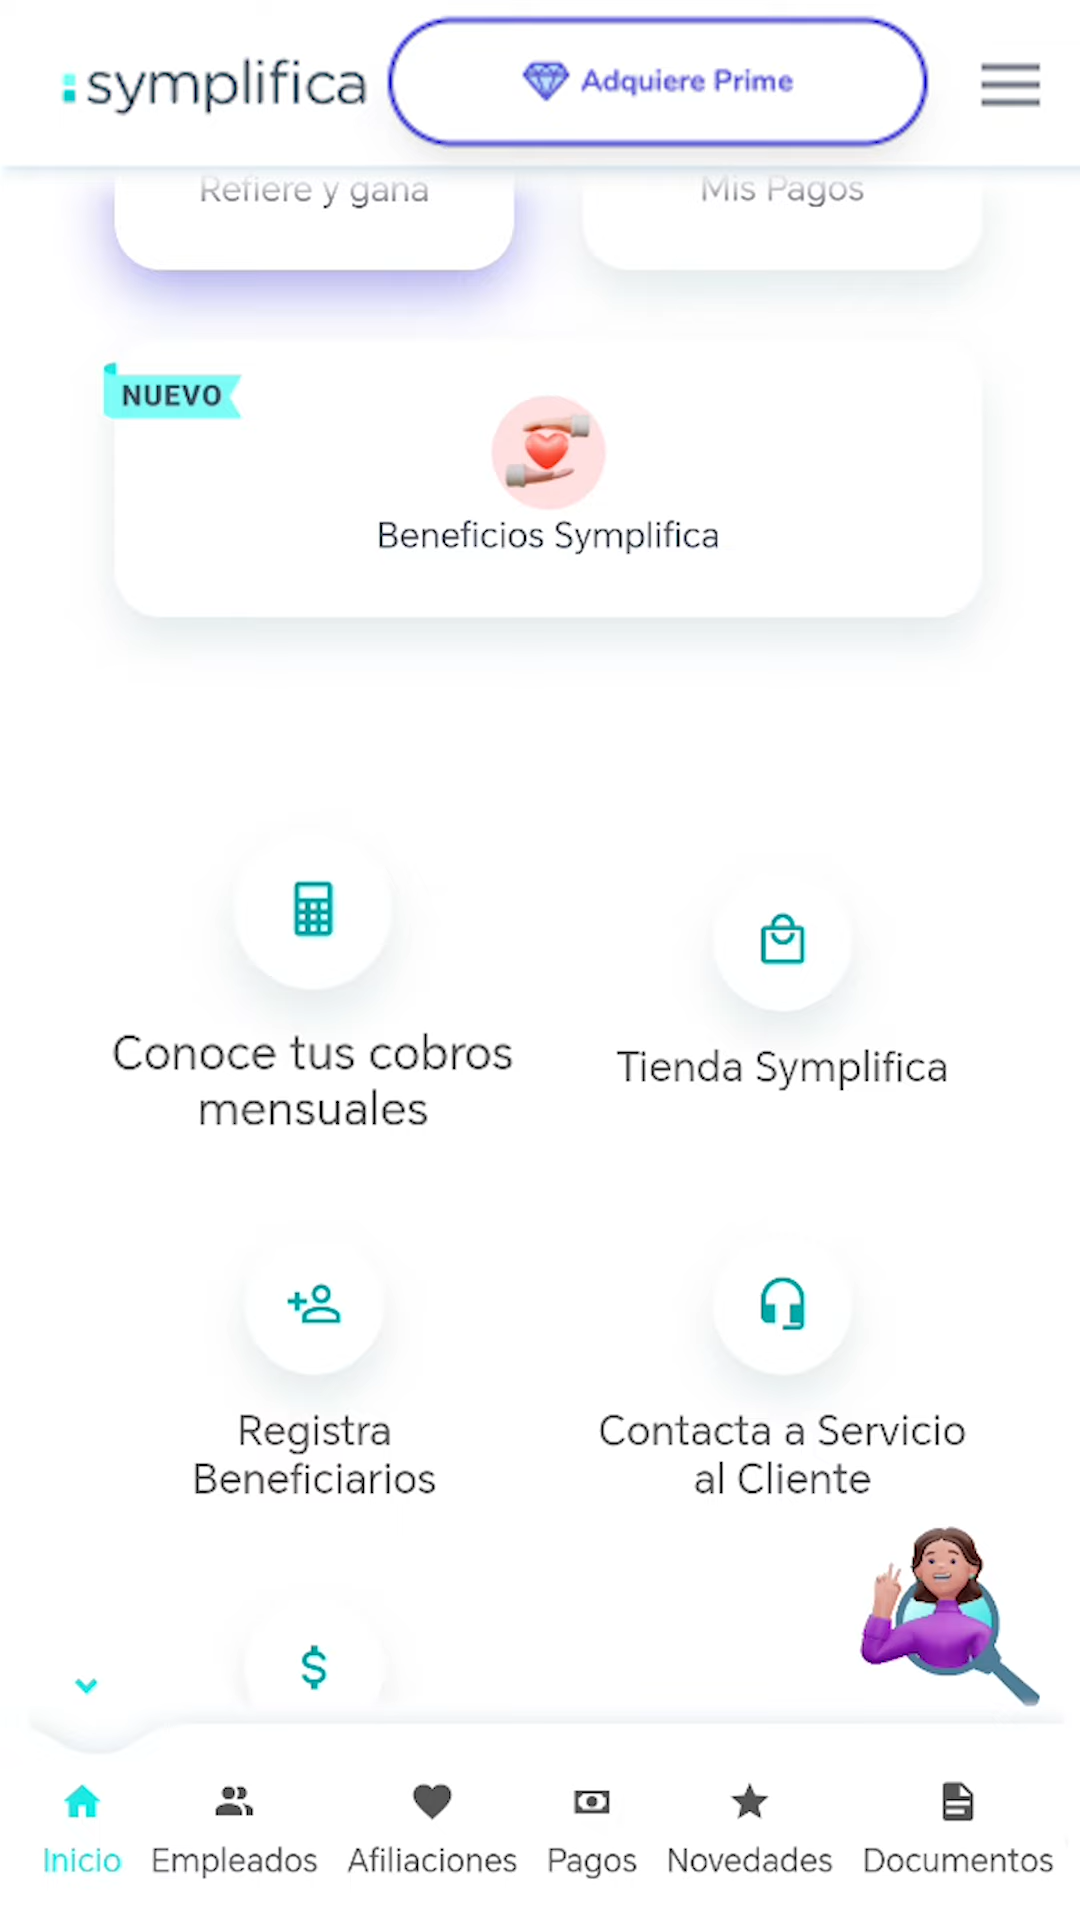 symplifica
Adquiere Prime
Refiere y gana
Mis Pagos
NUEVO
Beneficios Symplifica
Conoce tus cobros
mensuales
Tienda Symplifica
Registra
Beneficiarios
Contacta a Servicio
al Cliente
$
Inicio
Empleados
Afiliaciones
Pagos
Novedades
Documentos